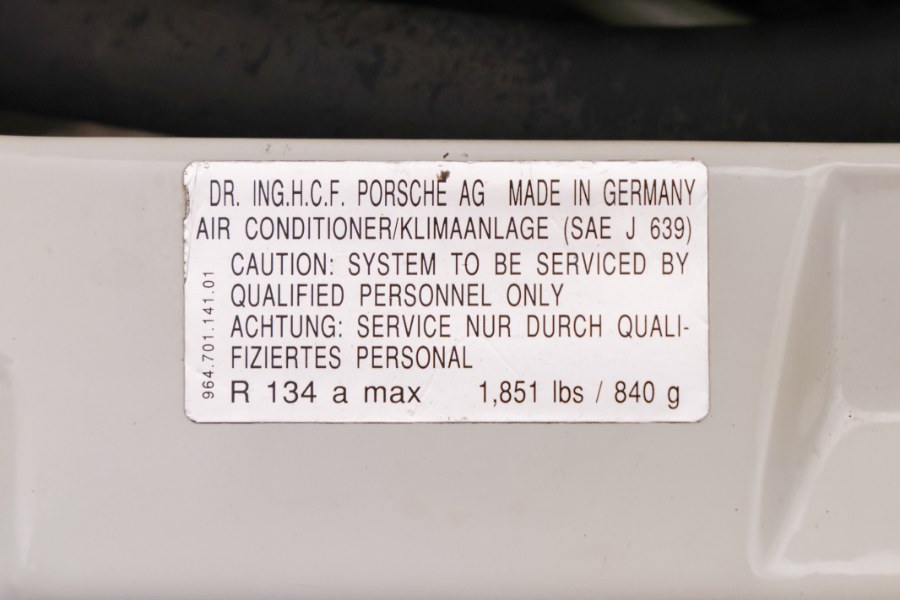 DR. ING.H.C.F. PORSCHE AG MADE IN GERMANY
AIR CONDITIONER/KLIMAANLAGE (SAE J 639)
CAUTION: SYSTEM TO BE SERVICED BY
QUALIFIED PERSONNEL ONLY
ACHTUNG: SERVICE NUR DURCH QUALI-
FIZIERTES PERSONAL
R 134 a max 1,851 lbs / 840 g
964.701.141.01